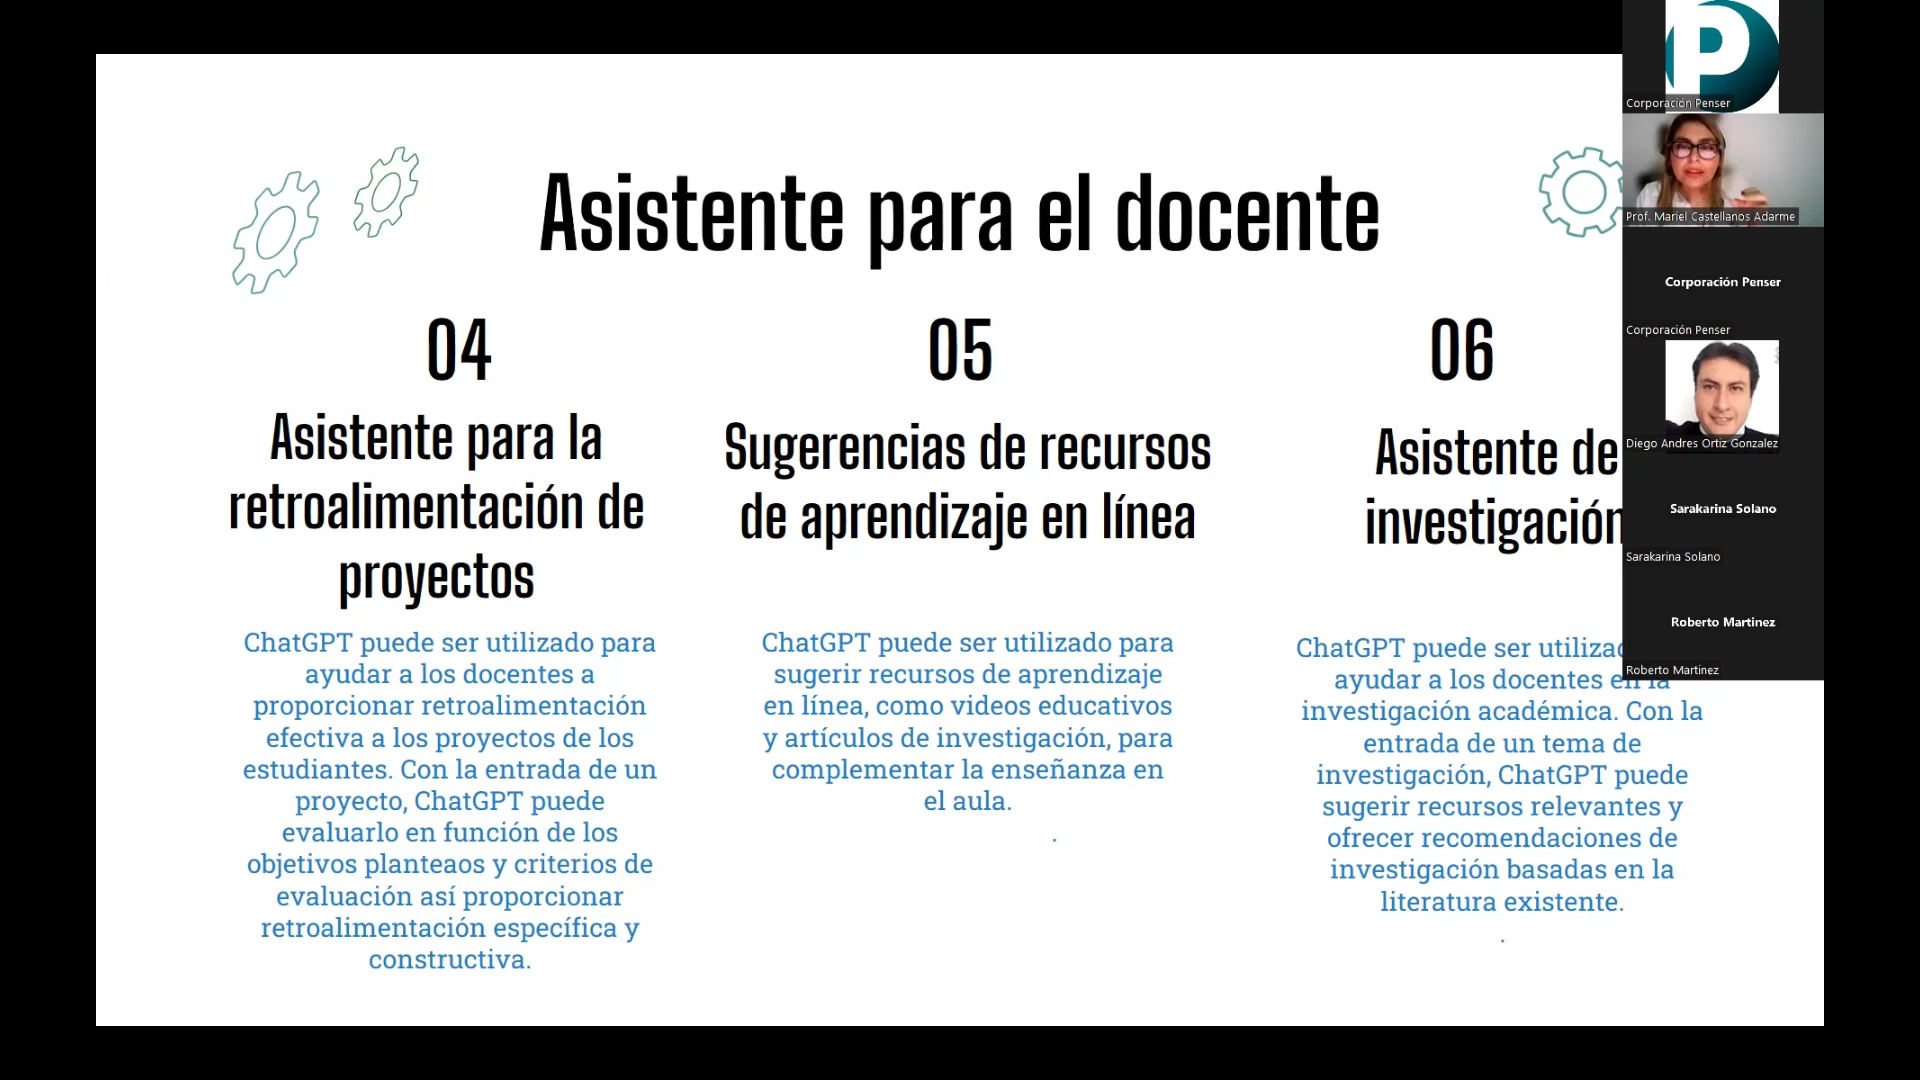 Asistente para el docente
04
Asistente para la
retroalimentación de
proyectos
ChatGPT puede ser utilizado para
ayudar a los docentes a
proporcionar retroalimentación
efectiva a los proyectos de los
estudiantes. Con la entrada de un
proyecto, ChatGPT puede
evaluarlo en función de los
objetivos planteaos y criterios de
evaluación así proporcionar
retroalimentación específica y
constructiva.
05
Sugerencias de recursos
de aprendizaje en línea
ChatGPT puede ser utilizado para
sugerir recursos de aprendizaje
en línea, como videos educativos
y artículos de investigación, para
complementar la enseñanza en
el aula.
.
06
Asistente de
investigación
ChatGPT puede ser
ayudar a los docentes en la
investigación académica. Con la
entrada de un tema de
investigación, ChatGPT puede
sugerir recursos relevantes y
ofrecer recomendaciones de
investigación basadas en la
literatura existente.
.
P
Corporación Penser
Prof. Mariel Castellanos Adarme
Corporación Penser
Corporación Penser
Diego Andres Ortiz Gonzalez
Sarakarina Solano
Sarakarina Solano
Roberto Martinez
Roberto Martinez